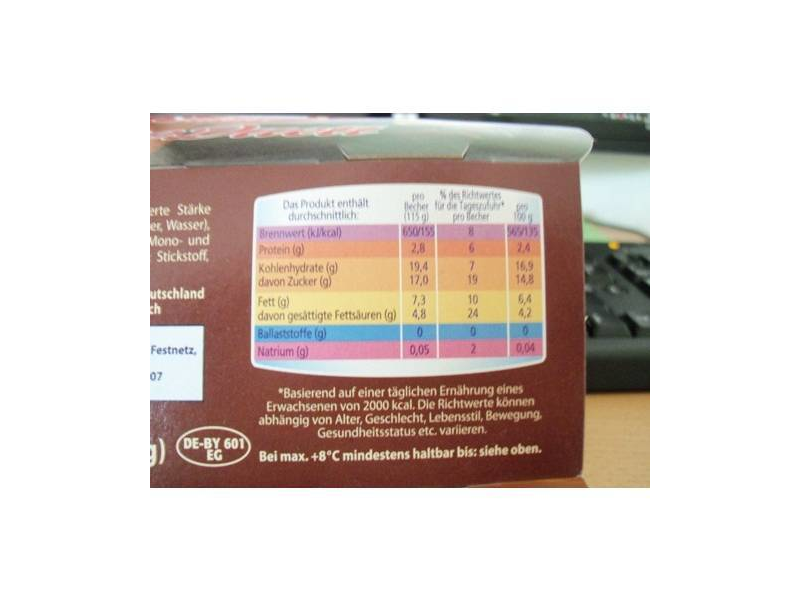 erte Stärke
er, Wasser),
Mono- und
Stickstoff,
utschland
ch
Festnetz,
07
)
DE-BY 601
EG
Das Produkt enthält durchschnittlich: pro Becher (115 g) % des Richtwertes für die Tageszufuhr* pro Becher pro 100 g
Brennwert (kJ/kcal) 650/155 8 565/135
Protein (g) 2,8 6 2,4
Kohlenhydrate (g) 19,4 7 16,9
davon Zucker (g) 17,0 19 14,8
Fett (g) 7,3 10 6,4
davon gesättigte Fettsäuren (g) 4,8 24 4,2
Ballaststoffe (g) 0 0 0
Natrium (g) 0,05 2 0,04
*Basierend auf einer täglichen Ernährung eines
Erwachsenen von 2000 kcal. Die Richtwerte können
abhängig von Alter, Geschlecht, Lebensstil, Bewegung,
Gesundheitsstatus etc. variieren.
Bei max. +8°C mindestens haltbar bis: siehe oben.